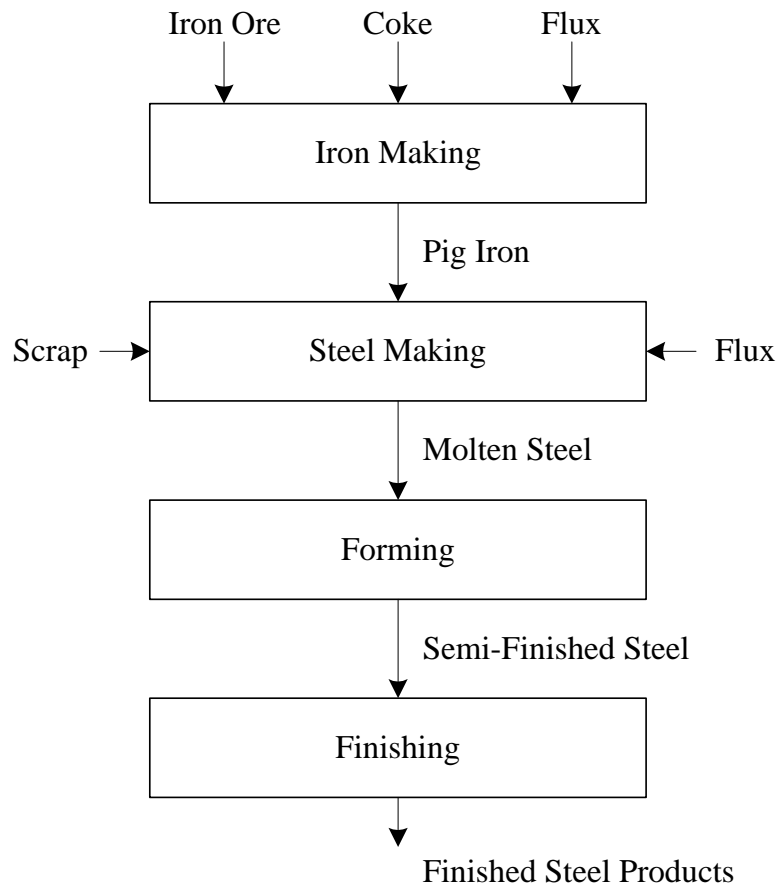 Iron Ore
Coke
Flux
Iron Making
Pig Iron
Scrap
Steel Making
Flux
Molten Steel
Forming
Semi-Finished Steel
Finishing
Finished Steel Products